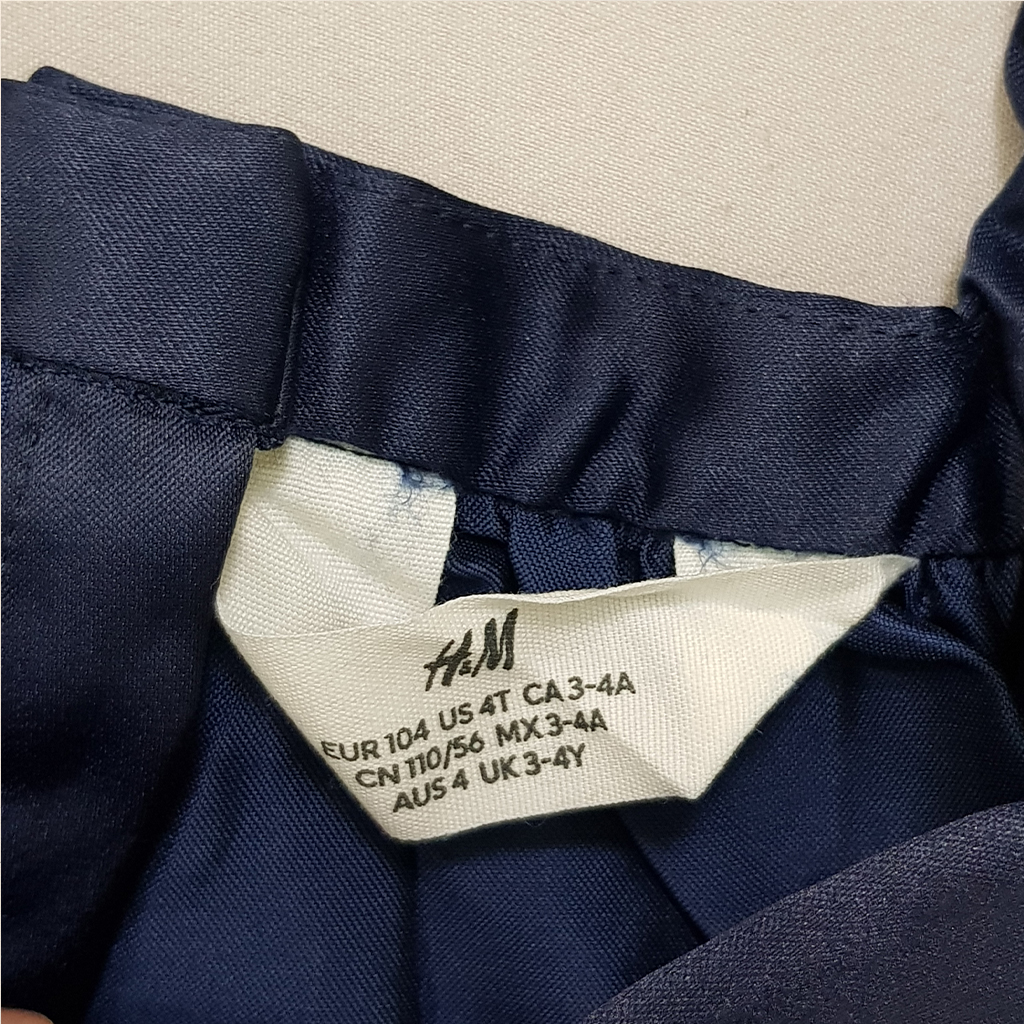 H&M
EUR 104 US 4T CA 3-4A
CN 110/56 MX 3-4A
AUS 4 UK 3-4Y